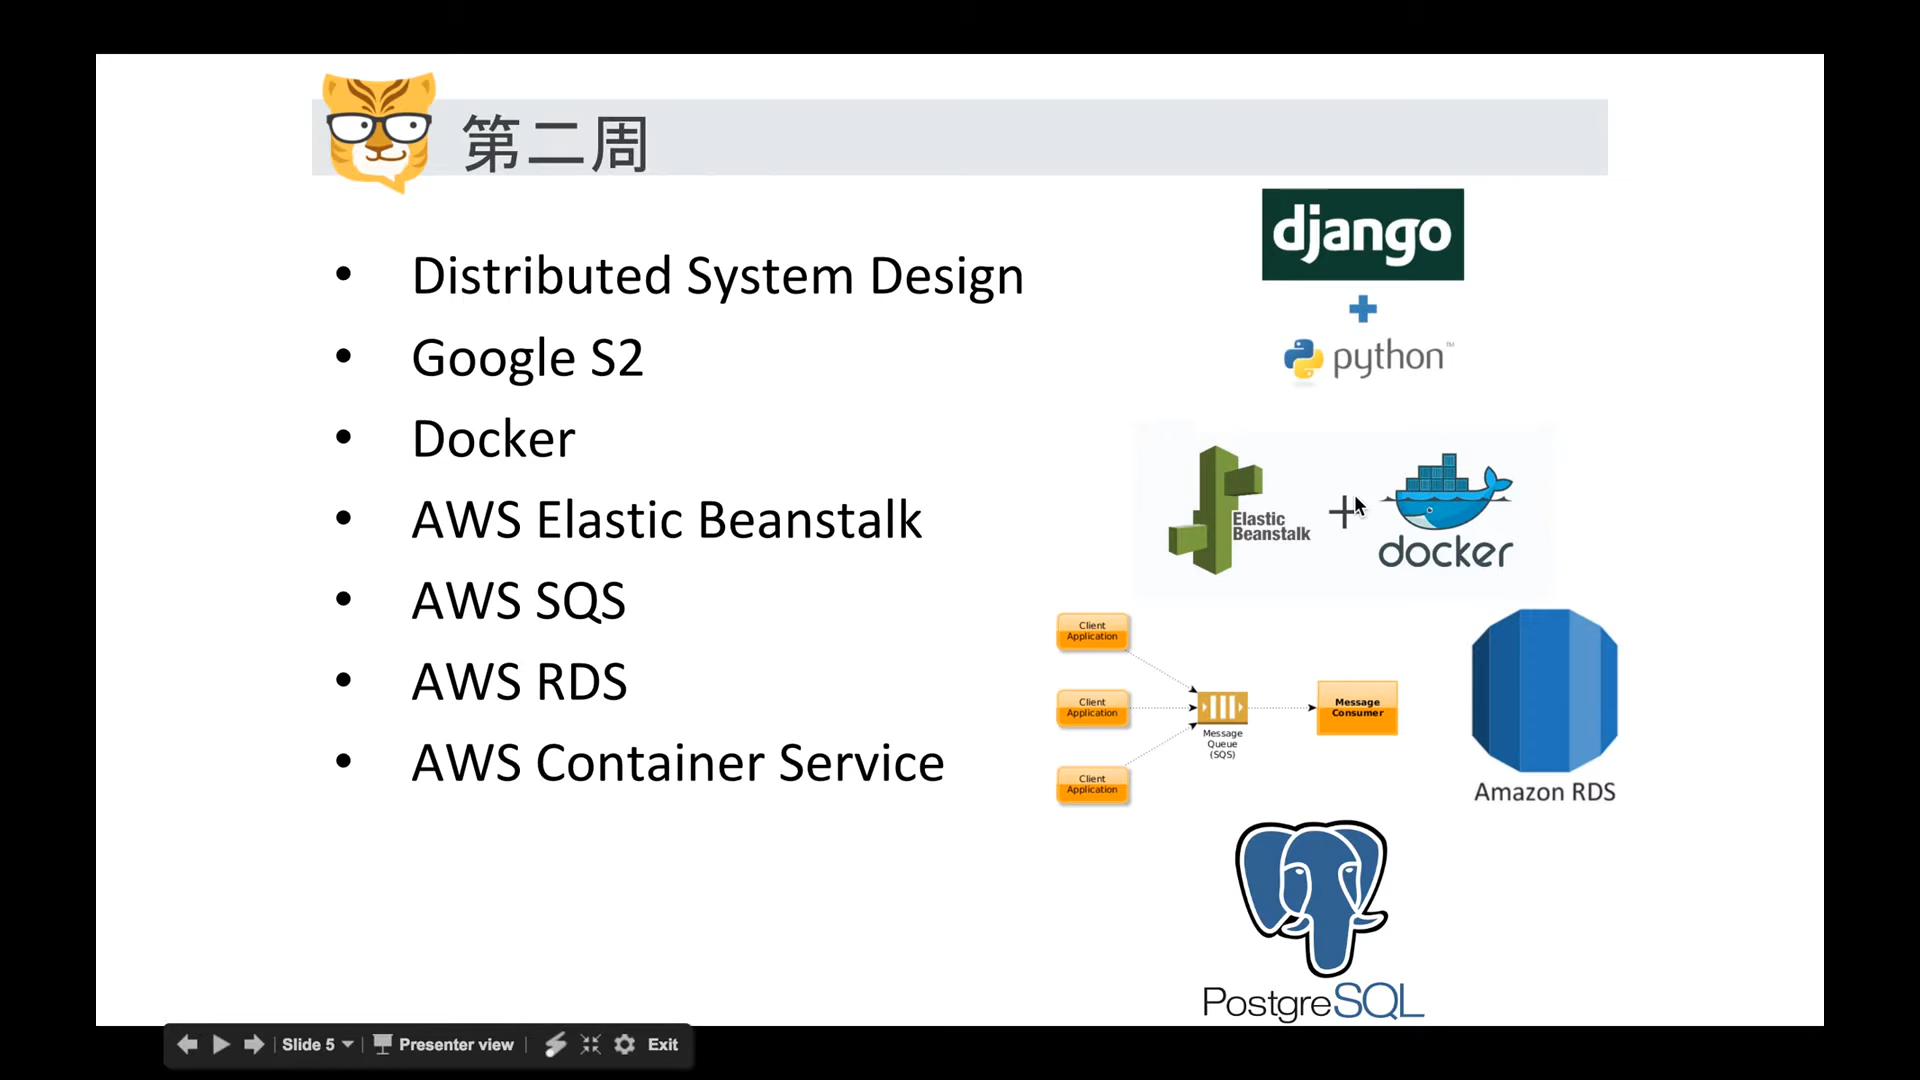 第二周
• Distributed System Design
• Google S2
• Docker
• AWS Elastic Beanstalk
• AWS SQS
• AWS RDS
• AWS Container Service
django
+
python™
Elastic
Beanstalk
+
docker
Client
Application
Client
Application
Client
Application
Message
Queue
(SQS)
Message
Consumer
Amazon RDS
PostgreSQL
Slide 5
Presenter view
Exit